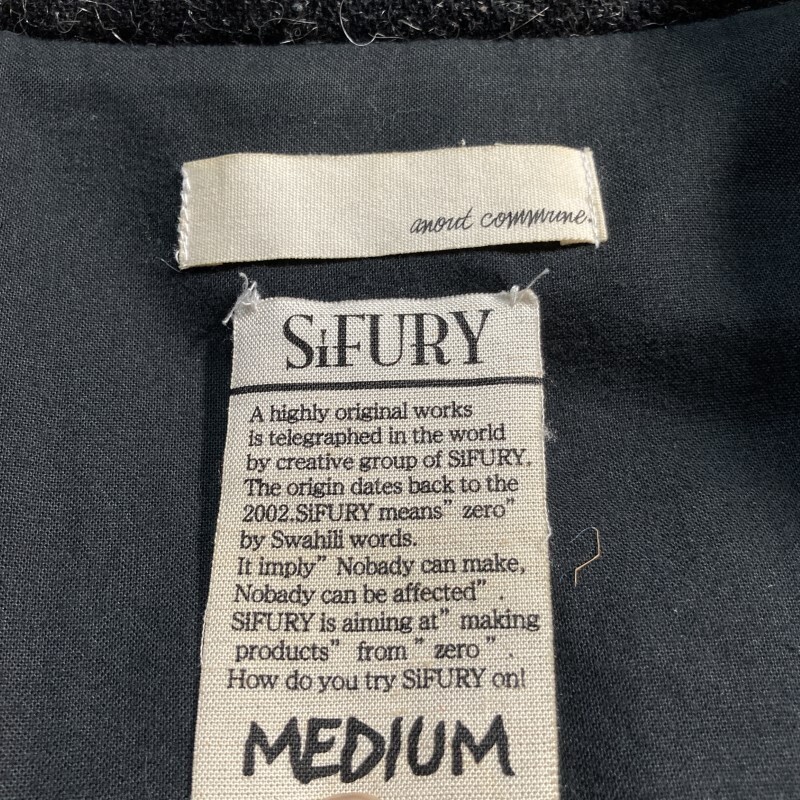 anout commune.
SiFURY
A highly original works
is telegraphed in the world
by creative group of SiFURY.
The origin dates back to the
2002.SiFURY means" zero"
by Swahili words.
It imply" Nobady can make,
Nobady can be affected" .
SiFURY is aiming at" making
products" from " zero " .
How do you try SiFURY on!
MEDIUM